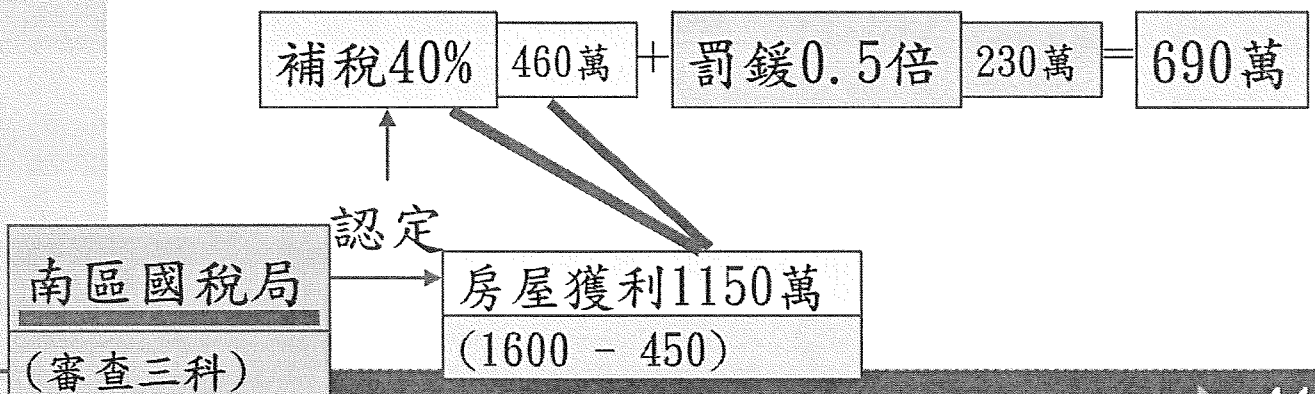 補稅40% 460萬 + 罰鍰0.5倍 230萬 = 690萬
認定
南區國稅局
(審查三科)
房屋獲利1150萬
(1600 - 450)